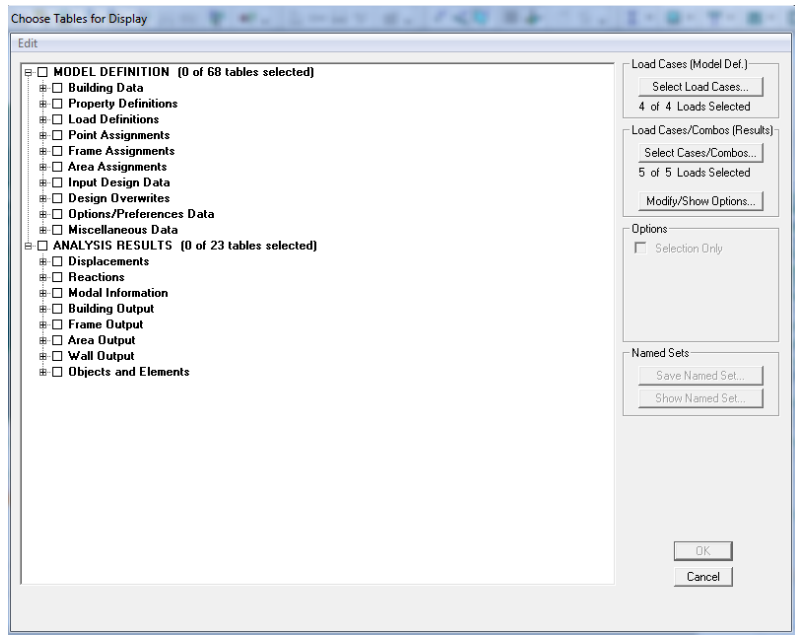 Choose Tables for Display
Edit
MODEL DEFINITION (0 of 68 tables selected)
Building Data
Property Definitions
Load Definitions
Point Assignments
Frame Assignments
Area Assignments
Input Design Data
Design Overwrites
Options/Preferences Data
Miscellaneous Data
ANALYSIS RESULTS (0 of 23 tables selected)
Displacements
Reactions
Modal Information
Building Output
Frame Output
Area Output
Wall Output
Objects and Elements
Load Cases (Model Def.)
Select Load Cases...
4 of 4 Loads Selected
Load Cases/Combos (Results)
Select Cases/Combos...
5 of 5 Loads Selected
Modify/Show Options...
Options
Selection Only
Named Sets
Save Named Set...
Show Named Set...
OK
Cancel